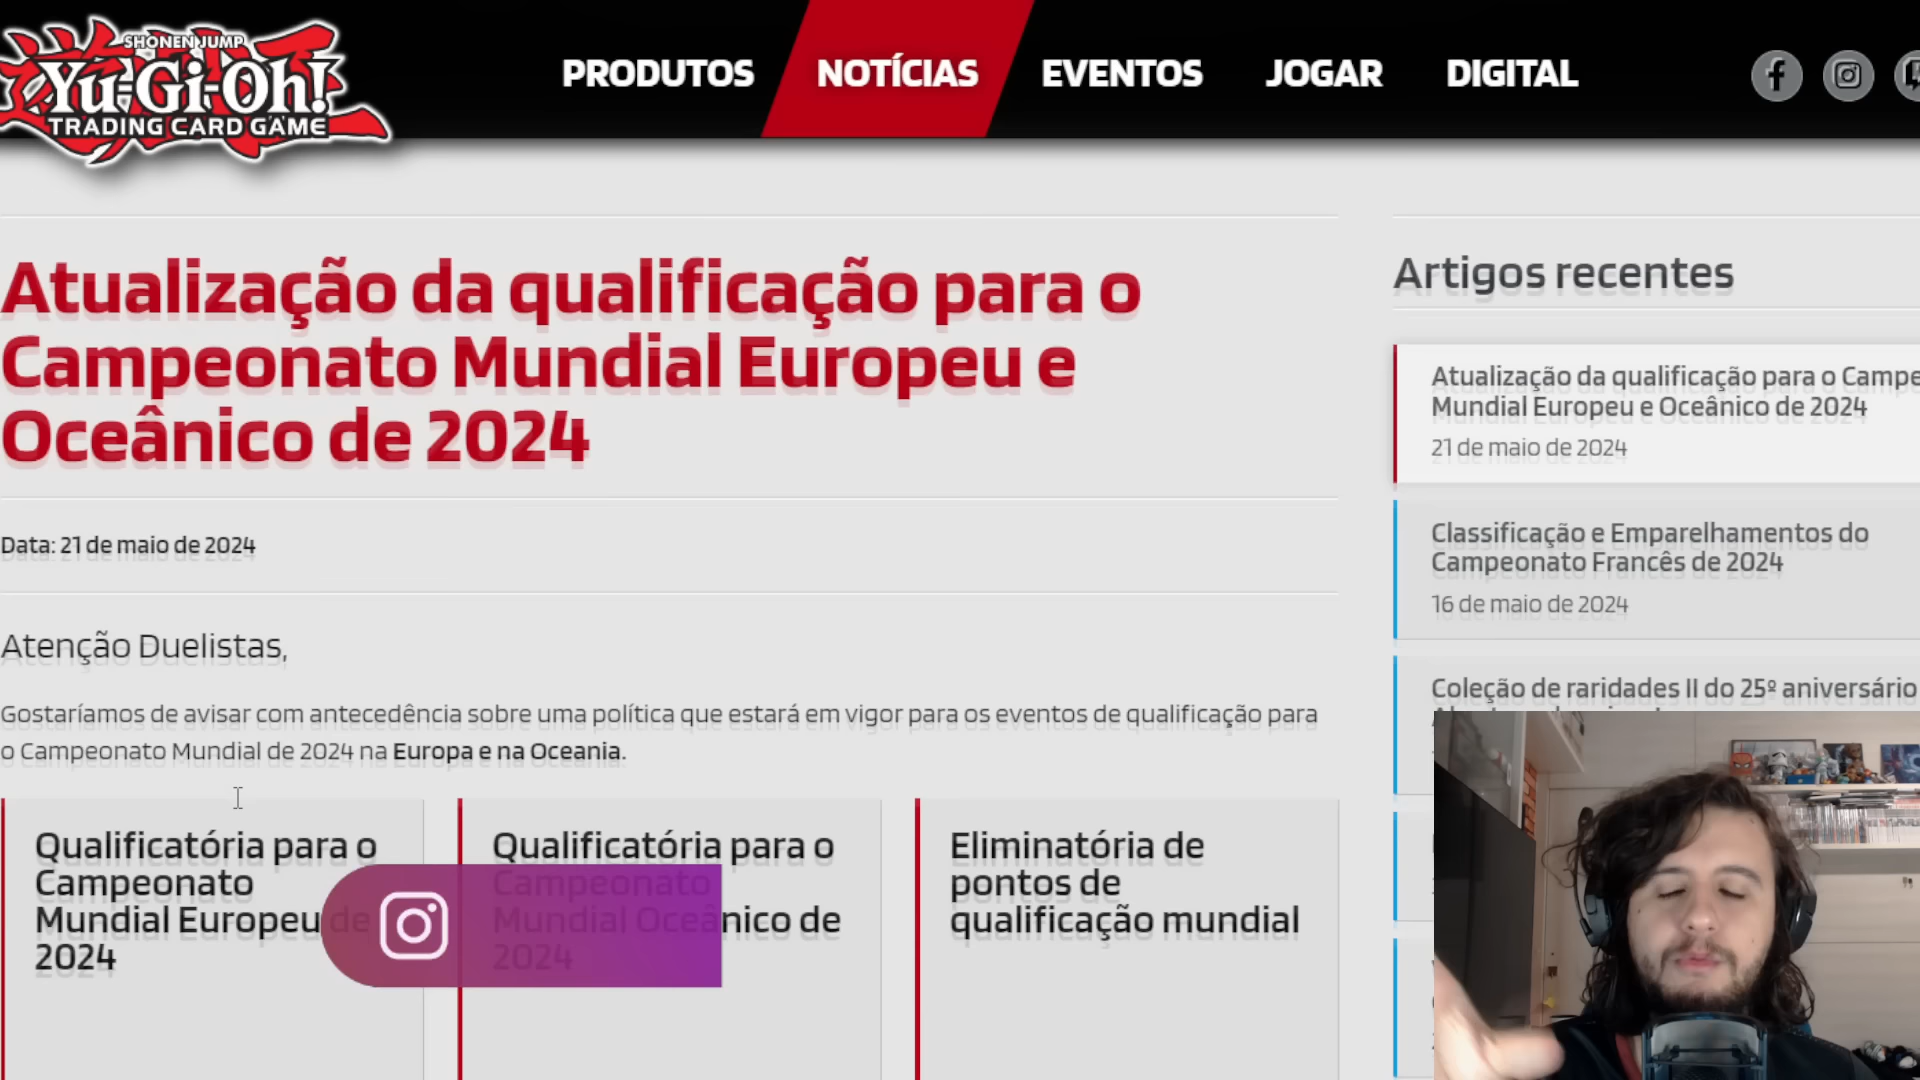 SHONEN JUMP
Yu-Gi-Oh!
TRADING CARD GAME
PRODUTOS
NOTÍCIAS
EVENTOS
JOGAR
DIGITAL
Atualização da qualificação para o
Campeonato Mundial Europeu e
Oceânico de 2024
Data: 21 de maio de 2024
Atenção Duelistas,
Gostaríamos de avisar com antecedência sobre uma política que estará em vigor para os eventos de qualificação para
o Campeonato Mundial de 2024 na Europa e na Oceania.
Qualificatória para o
Campeonato
Mundial Europeu de
2024
Qualificatória para o
Campeonato
Mundial Oceânico de
2024
Eliminatória de
pontos de
qualificação mundial
Artigos recentes
Atualização da qualificação para o Campe
Mundial Europeu e Oceânico de 2024
21 de maio de 2024
Classificação e Emparelhamentos do
Campeonato Francês de 2024
16 de maio de 2024
Coleção de raridades II do 25º aniversário